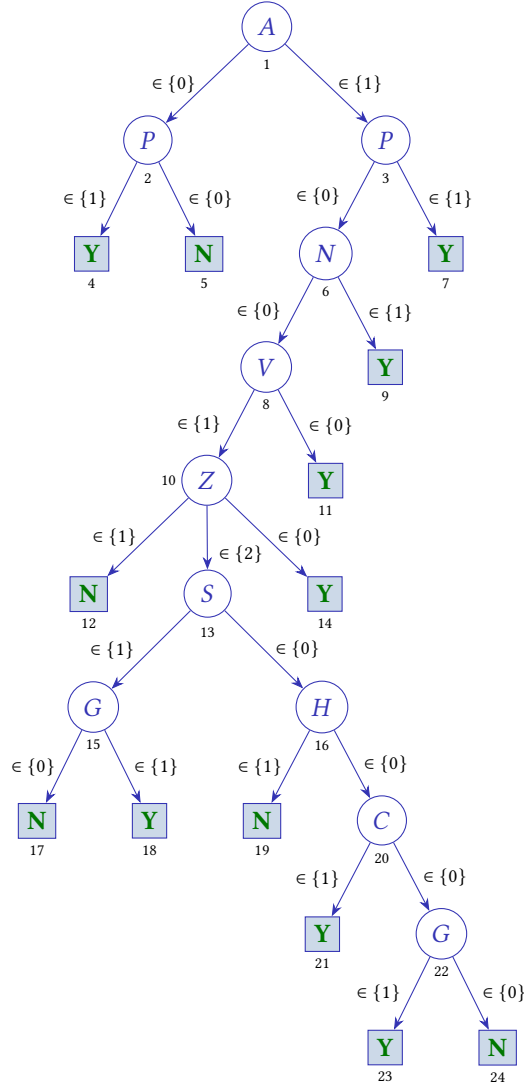 A
1
∈ {0} ∈ {1}
P P
2 3
∈ {1} ∈ {0} ∈ {0} ∈ {1}
Y N N Y
4 5 6 7
∈ {0} ∈ {1}
V Y
8 9
∈ {1} ∈ {0}
10 Z Y
11
∈ {1} ∈ {2} ∈ {0}
N S Y
12 13 14
∈ {1} ∈ {0}
G H
15 16
∈ {0} ∈ {1} ∈ {1} ∈ {0}
N Y N C
17 18 19 20
∈ {1} ∈ {0}
Y G
21 22
∈ {1} ∈ {0}
Y N
23 24